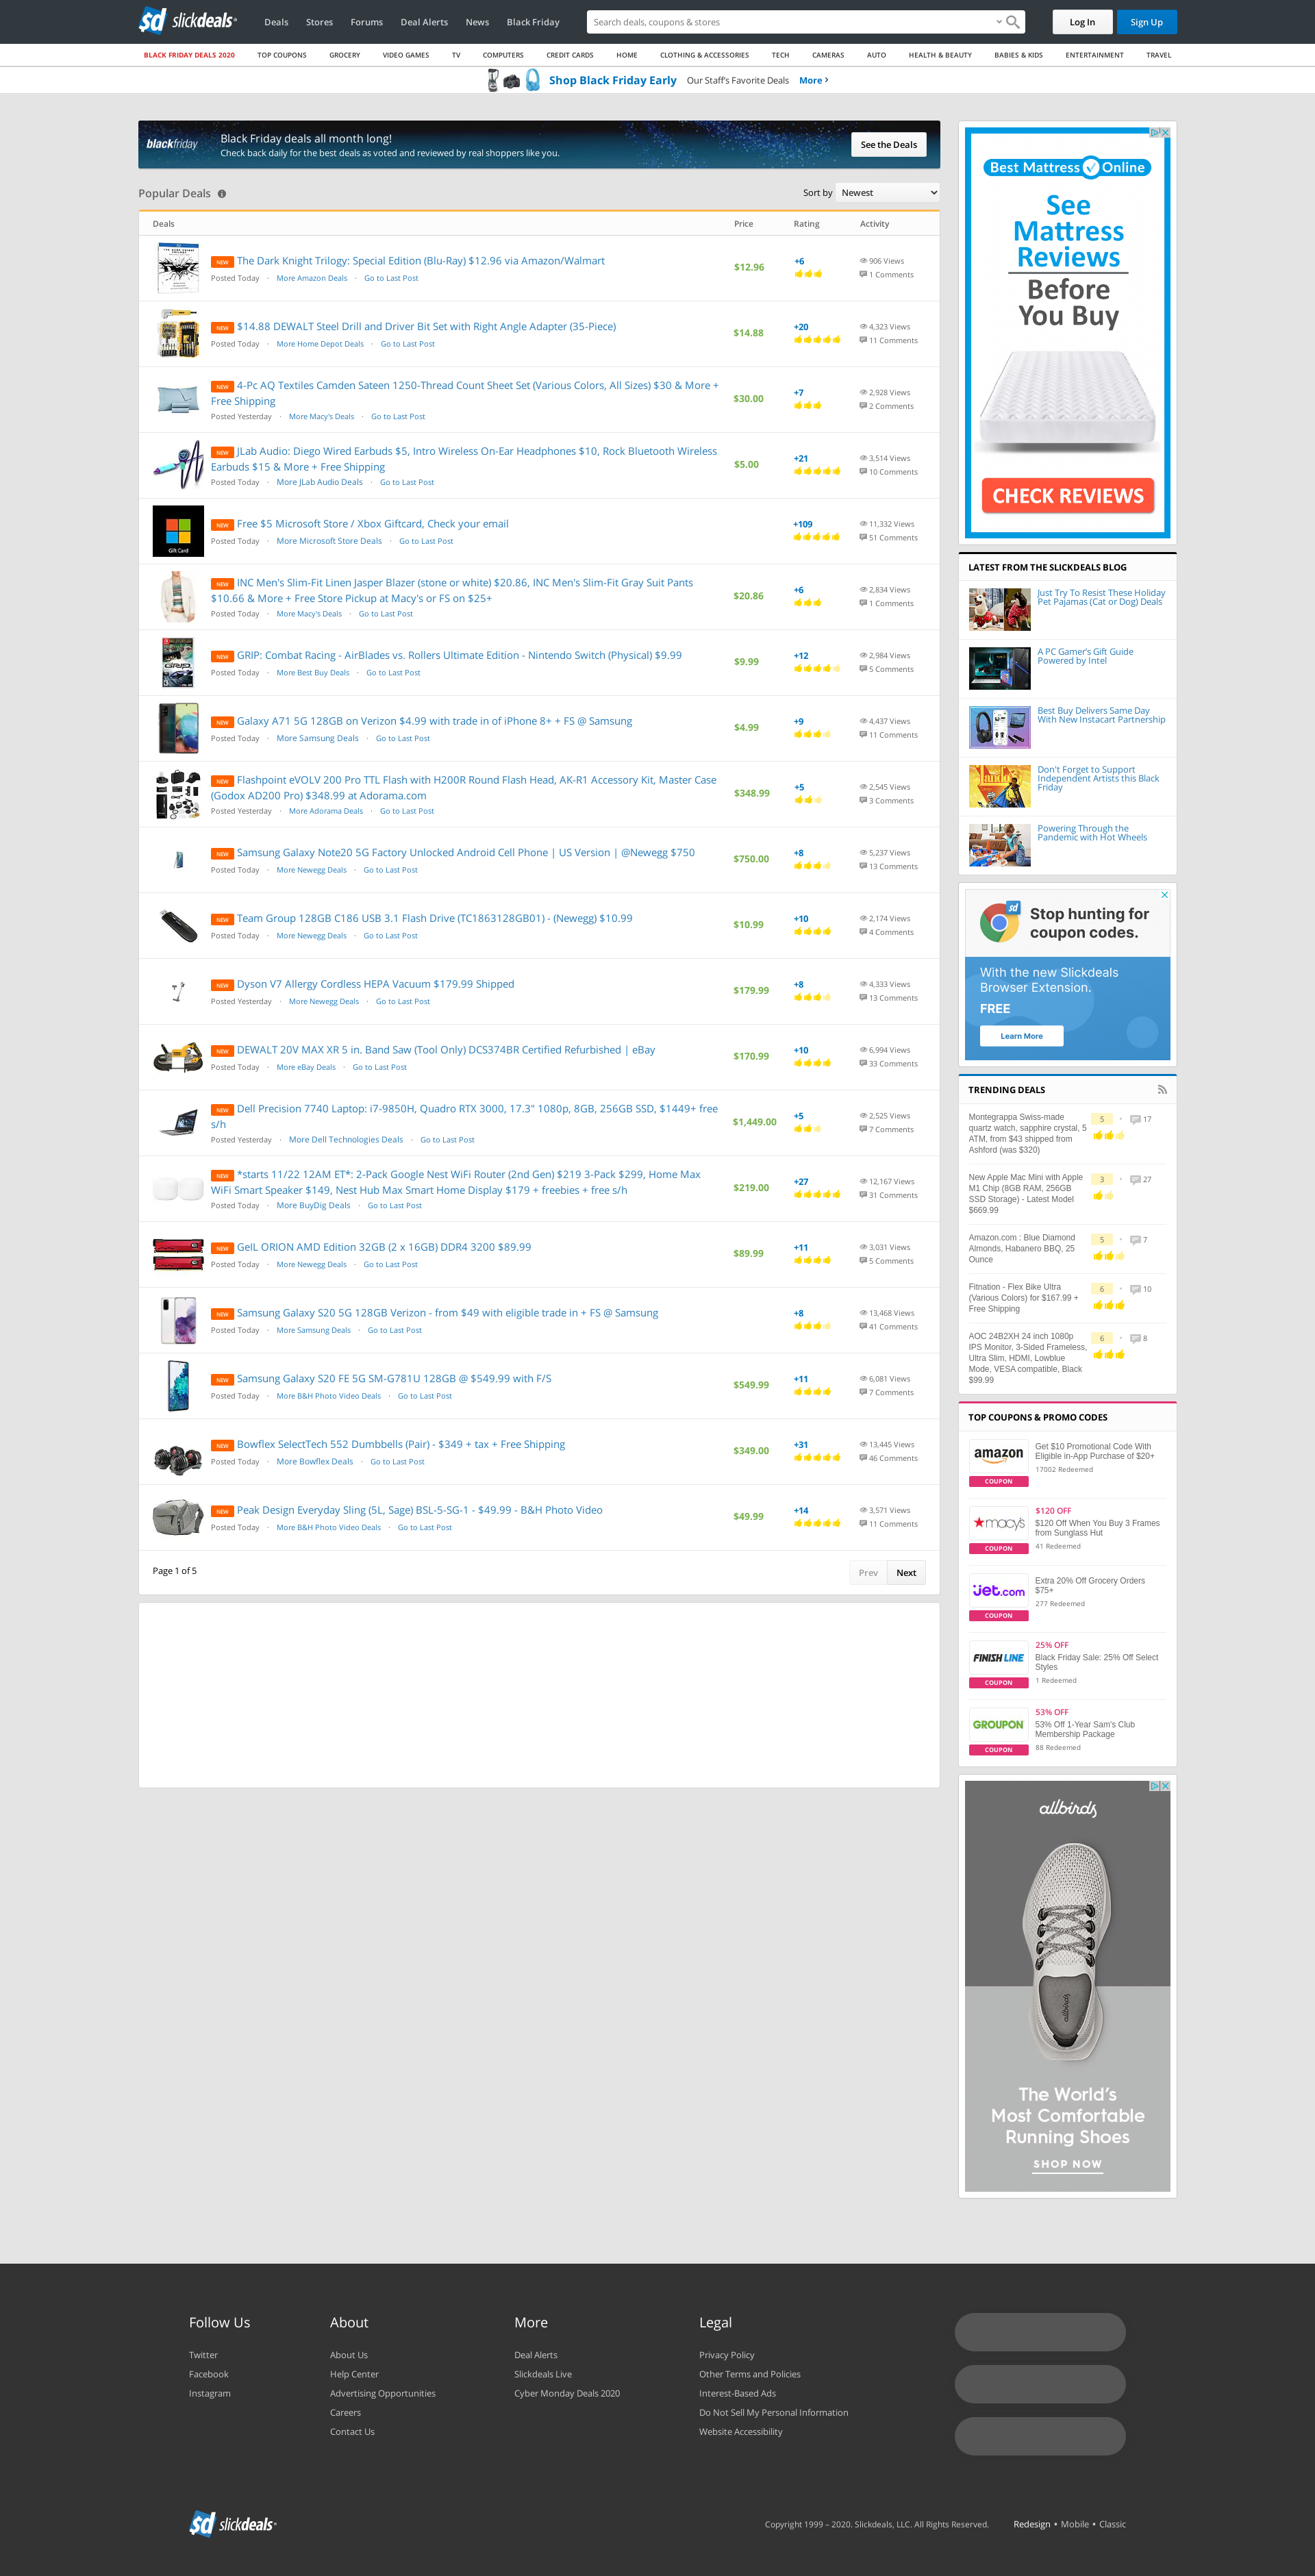 slickdeals
Deals Stores Forums Deal Alerts News Black Friday
Search deals, coupons & stores
Log In Sign Up
BLACK FRIDAY DEALS 2020 TOP COUPONS GROCERY VIDEO GAMES TV COMPUTERS CREDIT CARDS HOME CLOTHING & ACCESSORIES TECH CAMERAS AUTO HEALTH & BEAUTY BABIES & KIDS ENTERTAINMENT TRAVEL
Shop Black Friday Early Our Staff's Favorite Deals More ›
blackfriday
Black Friday deals all month long!
Check back daily for the best deals as voted and reviewed by real shoppers like you.
See the Deals
Popular Deals
Sort by Newest
Deals Price Rating Activity
NEW The Dark Knight Trilogy: Special Edition (Blu-Ray) $12.96 via Amazon/Walmart
Posted Today · More Amazon Deals · Go to Last Post
$12.96
+6
906 Views
1 Comments
NEW $14.88 DEWALT Steel Drill and Driver Bit Set with Right Angle Adapter (35-Piece)
Posted Today · More Home Depot Deals · Go to Last Post
$14.88
+20
4,323 Views
11 Comments
NEW 4-Pc AQ Textiles Camden Sateen 1250-Thread Count Sheet Set (Various Colors, All Sizes) $30 & More +
Free Shipping
Posted Yesterday · More Macy's Deals · Go to Last Post
$30.00
+7
2,928 Views
2 Comments
NEW JLab Audio: Diego Wired Earbuds $5, Intro Wireless On-Ear Headphones $10, Rock Bluetooth Wireless
Earbuds $15 & More + Free Shipping
Posted Today · More JLab Audio Deals · Go to Last Post
$5.00
+21
3,514 Views
10 Comments
Gift Card
NEW Free $5 Microsoft Store / Xbox Giftcard, Check your email
Posted Today · More Microsoft Store Deals · Go to Last Post
+109
11,332 Views
51 Comments
NEW INC Men's Slim-Fit Linen Jasper Blazer (stone or white) $20.86, INC Men's Slim-Fit Gray Suit Pants
$10.66 & More + Free Store Pickup at Macy's or FS on $25+
Posted Today · More Macy's Deals · Go to Last Post
$20.86
+6
2,834 Views
1 Comments
NEW GRIP: Combat Racing - AirBlades vs. Rollers Ultimate Edition - Nintendo Switch (Physical) $9.99
Posted Today · More Best Buy Deals · Go to Last Post
$9.99
+12
2,984 Views
5 Comments
NEW Galaxy A71 5G 128GB on Verizon $4.99 with trade in of iPhone 8+ + FS @ Samsung
Posted Today · More Samsung Deals · Go to Last Post
$4.99
+9
4,437 Views
11 Comments
NEW Flashpoint eVOLV 200 Pro TTL Flash with H200R Round Flash Head, AK-R1 Accessory Kit, Master Case
(Godox AD200 Pro) $348.99 at Adorama.com
Posted Yesterday · More Adorama Deals · Go to Last Post
$348.99
+5
2,545 Views
3 Comments
NEW Samsung Galaxy Note20 5G Factory Unlocked Android Cell Phone | US Version | @Newegg $750
Posted Today · More Newegg Deals · Go to Last Post
$750.00
+8
5,237 Views
13 Comments
NEW Team Group 128GB C186 USB 3.1 Flash Drive (TC1863128GB01) - (Newegg) $10.99
Posted Today · More Newegg Deals · Go to Last Post
$10.99
+10
2,174 Views
4 Comments
NEW Dyson V7 Allergy Cordless HEPA Vacuum $179.99 Shipped
Posted Yesterday · More Newegg Deals · Go to Last Post
$179.99
+8
4,333 Views
13 Comments
NEW DEWALT 20V MAX XR 5 in. Band Saw (Tool Only) DCS374BR Certified Refurbished | eBay
Posted Today · More eBay Deals · Go to Last Post
$170.99
+10
6,994 Views
33 Comments
NEW Dell Precision 7740 Laptop: i7-9850H, Quadro RTX 3000, 17.3" 1080p, 8GB, 256GB SSD, $1449+ free
s/h
Posted Yesterday · More Dell Technologies Deals · Go to Last Post
$1,449.00
+5
2,525 Views
7 Comments
NEW *starts 11/22 12AM ET*: 2-Pack Google Nest WiFi Router (2nd Gen) $219 3-Pack $299, Home Max
WiFi Smart Speaker $149, Nest Hub Max Smart Home Display $179 + freebies + free s/h
Posted Today · More BuyDig Deals · Go to Last Post
$219.00
+27
12,167 Views
31 Comments
NEW GeIL ORION AMD Edition 32GB (2 x 16GB) DDR4 3200 $89.99
Posted Today · More Newegg Deals · Go to Last Post
$89.99
+11
3,031 Views
5 Comments
NEW Samsung Galaxy S20 5G 128GB Verizon - from $49 with eligible trade in + FS @ Samsung
Posted Today · More Samsung Deals · Go to Last Post
+8
13,468 Views
41 Comments
NEW Samsung Galaxy S20 FE 5G SM-G781U 128GB @ $549.99 with F/S
Posted Today · More B&H Photo Video Deals · Go to Last Post
$549.99
+11
6,081 Views
7 Comments
NEW Bowflex SelectTech 552 Dumbbells (Pair) - $349 + tax + Free Shipping
Posted Today · More Bowflex Deals · Go to Last Post
$349.00
+31
13,445 Views
46 Comments
NEW Peak Design Everyday Sling (5L, Sage) BSL-5-SG-1 - $49.99 - B&H Photo Video
Posted Today · More B&H Photo Video Deals · Go to Last Post
$49.99
+14
3,571 Views
11 Comments
Page 1 of 5
Prev Next
Best Mattress Online
See
Mattress
Reviews
Before
You Buy
CHECK REVIEWS
LATEST FROM THE SLICKDEALS BLOG
Just Try To Resist These Holiday
Pet Pajamas (Cat or Dog) Deals
A PC Gamer's Gift Guide
Powered by Intel
Best Buy Delivers Same Day
With New Instacart Partnership
Don't Forget to Support
Independent Artists this Black
Friday
Powering Through the
Pandemic with Hot Wheels
Stop hunting for
coupon codes.
With the new Slickdeals
Browser Extension.
FREE
Learn More
TRENDING DEALS
Montegrappa Swiss-made
quartz watch, sapphire crystal, 5
ATM, from $43 shipped from
Ashford (was $320)
5 • 17
New Apple Mac Mini with Apple
M1 Chip (8GB RAM, 256GB
SSD Storage) - Latest Model
$669.99
3 • 27
Amazon.com : Blue Diamond
Almonds, Habanero BBQ, 25
Ounce
5 • 7
Fitnation - Flex Bike Ultra
(Various Colors) for $167.99 +
Free Shipping
6 • 10
AOC 24B2XH 24 inch 1080p
IPS Monitor, 3-Sided Frameless,
Ultra Slim, HDMI, Lowblue
Mode, VESA compatible, Black
$99.99
6 • 8
TOP COUPONS & PROMO CODES
amazon
COUPON
Get $10 Promotional Code With
Eligible in-App Purchase of $20+
17002 Redeemed
macy's
COUPON
$120 OFF
$120 Off When You Buy 3 Frames
from Sunglass Hut
41 Redeemed
jet.com
COUPON
Extra 20% Off Grocery Orders
$75+
277 Redeemed
FINISH LINE
COUPON
25% OFF
Black Friday Sale: 25% Off Select
Styles
1 Redeemed
GROUPON
COUPON
53% OFF
53% Off 1-Year Sam's Club
Membership Package
88 Redeemed
allbirds
allbirds
The World's
Most Comfortable
Running Shoes
SHOP NOW
Follow Us
Twitter
Facebook
Instagram
About
About Us
Help Center
Advertising Opportunities
Careers
Contact Us
More
Deal Alerts
Slickdeals Live
Cyber Monday Deals 2020
Legal
Privacy Policy
Other Terms and Policies
Interest-Based Ads
Do Not Sell My Personal Information
Website Accessibility
slickdeals
Copyright 1999 – 2020. Slickdeals, LLC. All Rights Reserved.
Redesign • Mobile • Classic